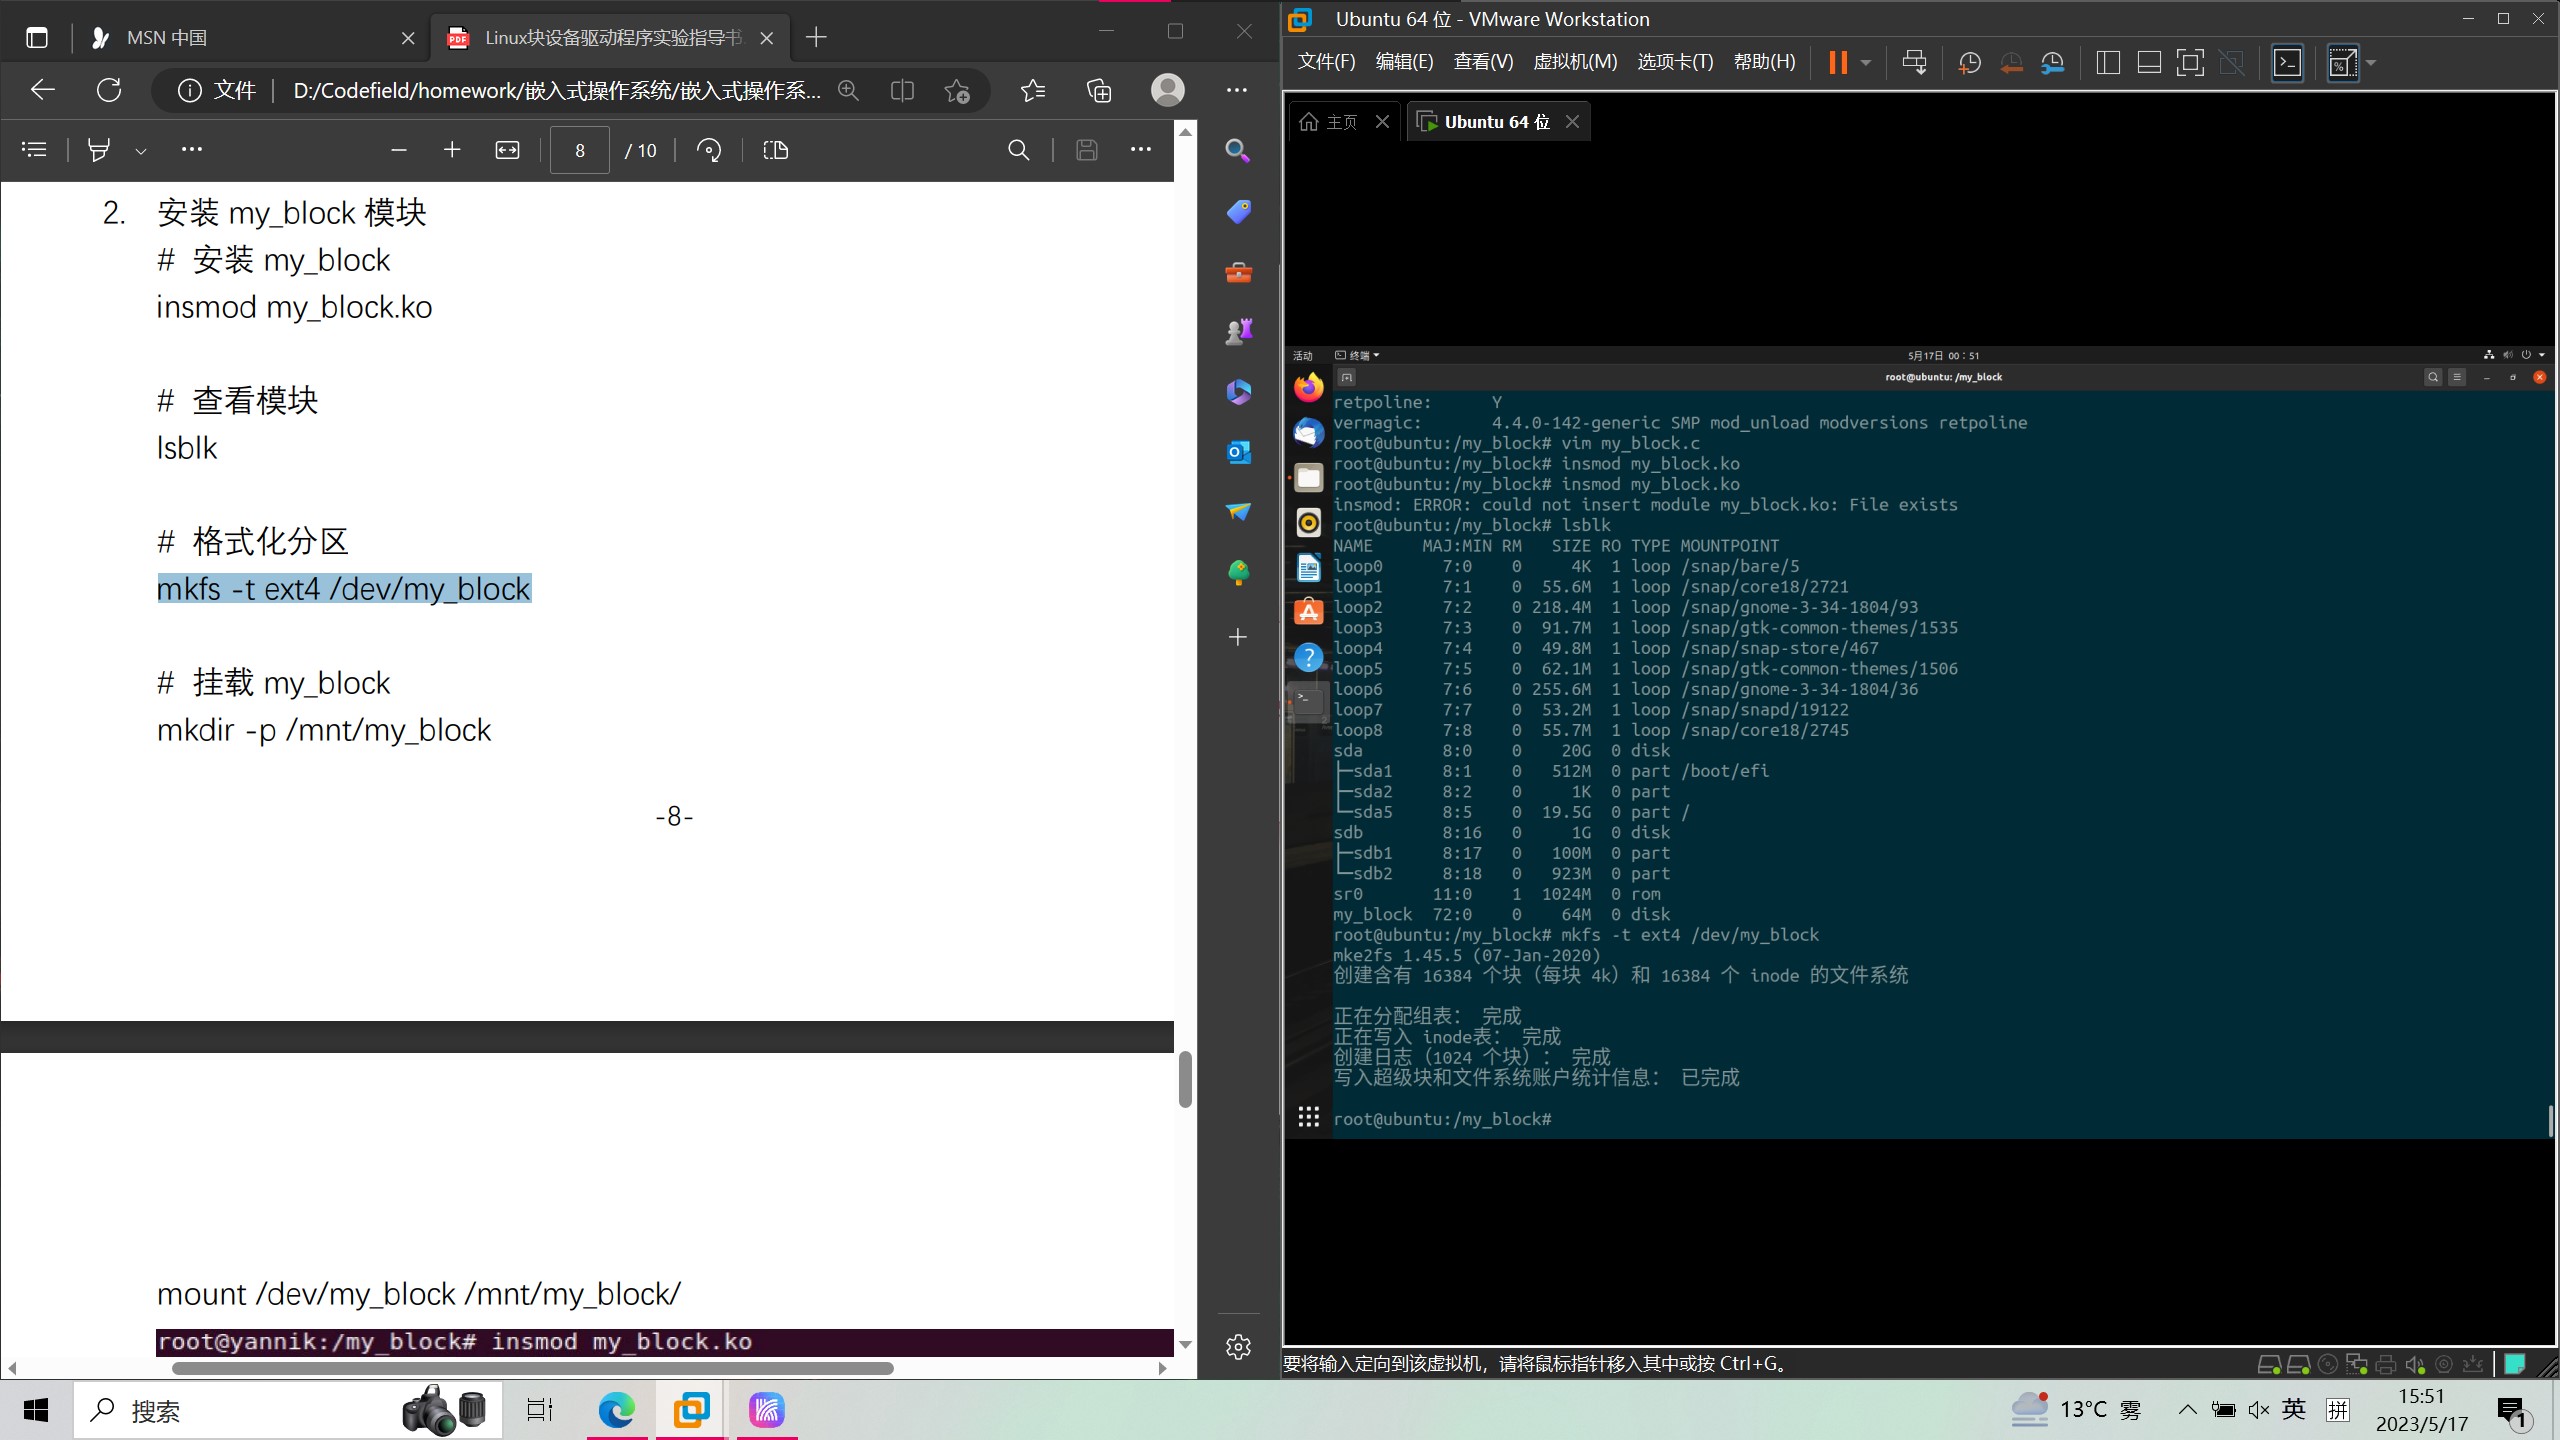 MSN 中国
Linux块设备驱动程序实验指导书.
文件
D:/Codefield/homework/嵌入式操作系统/嵌入式操作系...
8
/ 10
2. 安装 my_block 模块
# 安装 my_block
insmod my_block.ko
# 查看模块
lsblk
# 格式化分区
mkfs -t ext4 /dev/my_block
# 挂载 my_block
mkdir -p /mnt/my_block
-8-
mount /dev/my_block /mnt/my_block/
root@yannik:/my_block# insmod my_block.ko
Ubuntu 64 位 - VMware Workstation
文件(F) 编辑(E) 查看(V) 虚拟机(M) 选项卡(T) 帮助(H)
主页
Ubuntu 64 位
活动 终端 5月17日 00：51
root@ubuntu: /my_block
retpoline: Y
vermagic: 4.4.0-142-generic SMP mod_unload modversions retpoline
root@ubuntu:/my_block# vim my_block.c
root@ubuntu:/my_block# insmod my_block.ko
root@ubuntu:/my_block# insmod my_block.ko
insmod: ERROR: could not insert module my_block.ko: File exists
root@ubuntu:/my_block# lsblk
NAME MAJ:MIN RM SIZE RO TYPE MOUNTPOINT
loop0 7:0 0 4K 1 loop /snap/bare/5
loop1 7:1 0 55.6M 1 loop /snap/core18/2721
loop2 7:2 0 218.4M 1 loop /snap/gnome-3-34-1804/93
loop3 7:3 0 91.7M 1 loop /snap/gtk-common-themes/1535
loop4 7:4 0 49.8M 1 loop /snap/snap-store/467
loop5 7:5 0 62.1M 1 loop /snap/gtk-common-themes/1506
loop6 7:6 0 255.6M 1 loop /snap/gnome-3-34-1804/36
loop7 7:7 0 53.2M 1 loop /snap/snapd/19122
loop8 7:8 0 55.7M 1 loop /snap/core18/2745
sda 8:0 0 20G 0 disk
├─sda1 8:1 0 512M 0 part /boot/efi
├─sda2 8:2 0 1K 0 part
└─sda5 8:5 0 19.5G 0 part /
sdb 8:16 0 1G 0 disk
├─sdb1 8:17 0 100M 0 part
└─sdb2 8:18 0 923M 0 part
sr0 11:0 1 1024M 0 rom
my_block 72:0 0 64M 0 disk
root@ubuntu:/my_block# mkfs -t ext4 /dev/my_block
mke2fs 1.45.5 (07-Jan-2020)
创建含有 16384 个块（每块 4k）和 16384 个 inode 的文件系统
正在分配组表： 完成
正在写入 inode表： 完成
创建日志（1024 个块）： 完成
写入超级块和文件系统账户统计信息： 已完成
root@ubuntu:/my_block#
要将输入定向到该虚拟机，请将鼠标指针移入其中或按 Ctrl+G。
搜索
13°C 雾
英
拼
15:51
2023/5/17
1